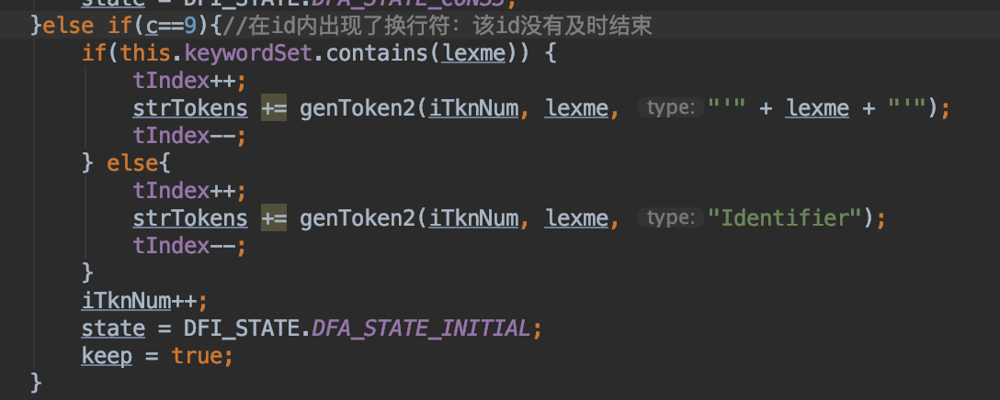 state = DFI_STATE.DFA_STATE_CONSS;
}else if(c==9){//在id内出现了换行符：该id没有及时结束
if(this.keywordSet.contains(lexme)) {
tIndex++;
strTokens += genToken2(iTknNum, lexme, type: "'" + lexme + "'");
tIndex--;
} else{
tIndex++;
strTokens += genToken2(iTknNum, lexme, type: "Identifier");
tIndex--;
}
iTknNum++;
state = DFI_STATE.DFA_STATE_INITIAL;
keep = true;
}